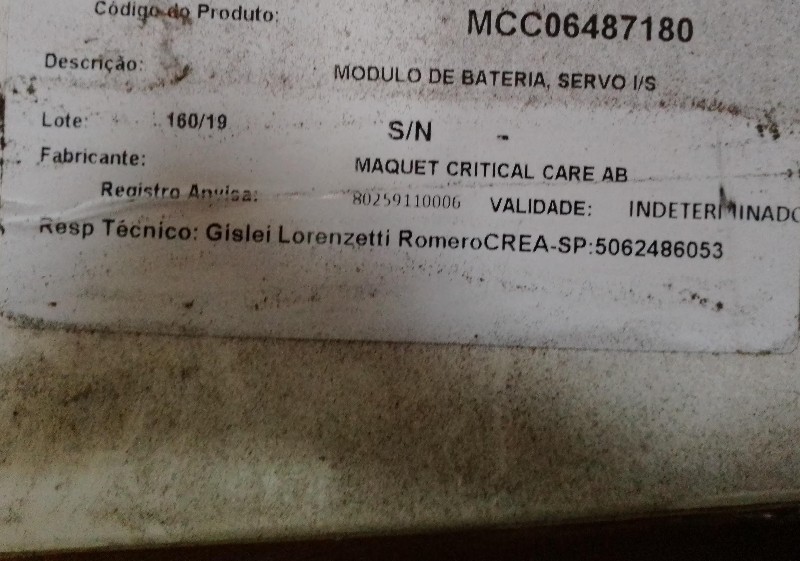 Código do Produto: MCC06487180
Descrição: MODULO DE BATERIA, SERVO I/S
Lote: 160/19 S/N -
Fabricante: MAQUET CRITICAL CARE AB
Registro Anvisa: 80259110006 VALIDADE: INDETERMINADO
Resp Técnico: Gislei Lorenzetti RomeroCREA-SP:5062486053